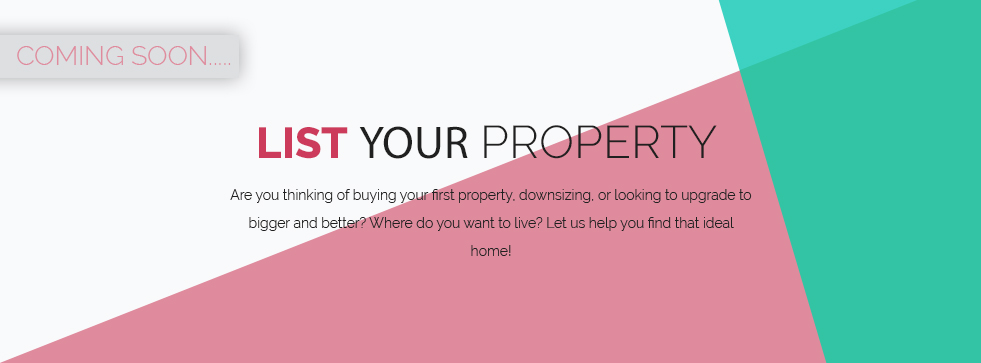 COMING SOON.....
LIST YOUR PROPERTY
Are you thinking of buying your first property, downsizing, or looking to upgrade to
bigger and better? Where do you want to live? Let us help you find that ideal
home!